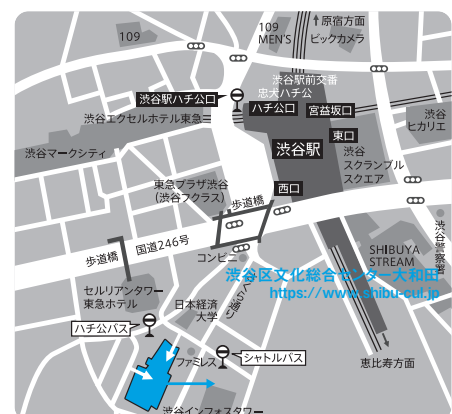 ↑原宿方面
109
109
MEN'S
ビックカメラ
渋谷駅前交番
忠犬ハチ公
渋谷駅ハチ公口
ハチ公口
宮益坂口
渋谷エクセルホテル東急
東口
渋谷
ヒカリエ
渋谷駅
渋谷マークシティ
渋谷
スクランブル
スクエア
東急プラザ渋谷
(渋谷フクラス)
西口
歩道橋
国道246号
歩道橋
コンビニ
SHIBUYA
STREAM
渋谷警察署
渋谷区文化総合センター大和田
https://www.shibu-cul.jp
セルリアンタワー
東急ホテル
日本経済
大学
ハチ公バス
ファミレス
シャトルバス
恵比寿方面
渋谷インフォスタワー